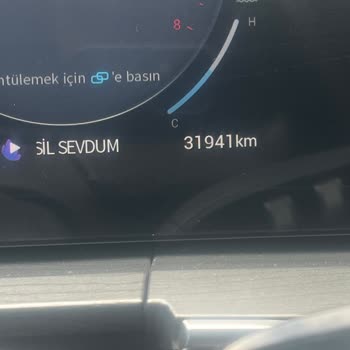 8
H
ntülemek için 'e basın
C
SİL SEVDUM
31941km